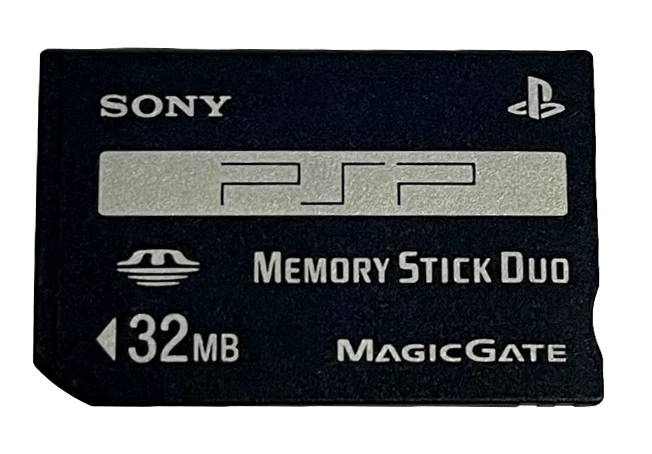 SONY
PSP
MEMORY STICK DUO
32MB
MAGICGATE